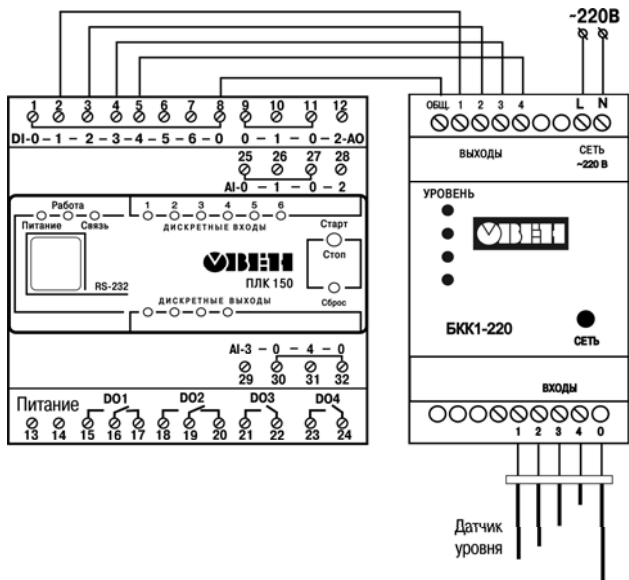 ~220В
L N
ОБЩ. 1 2 3 4
ВЫХОДЫ
СЕТЬ
~220 В
1 2 3 4 5 6 7 8 9 10 11 12
DI-0-1-2-3-4-5-6-0 0-1-0-2-AO
25 26 27 28
AI-0-1-0-2
Работа
Питание Связь
1 2 3 4 5 6
ДИСКРЕТНЫЕ ВХОДЫ
Старт
Стоп
ОВЕН
ПЛК 150
RS-232
ДИСКРЕТНЫЕ ВЫХОДЫ
Сброс
AI-3-0-4-0
29 30 31 32
Питание DO1 DO2 DO3 DO4
13 14 15 16 17 18 19 20 21 22 23 24
УРОВЕНЬ
ОВЕН
БКК1-220
СЕТЬ
ВХОДЫ
1 2 3 4 0
Датчик
уровня